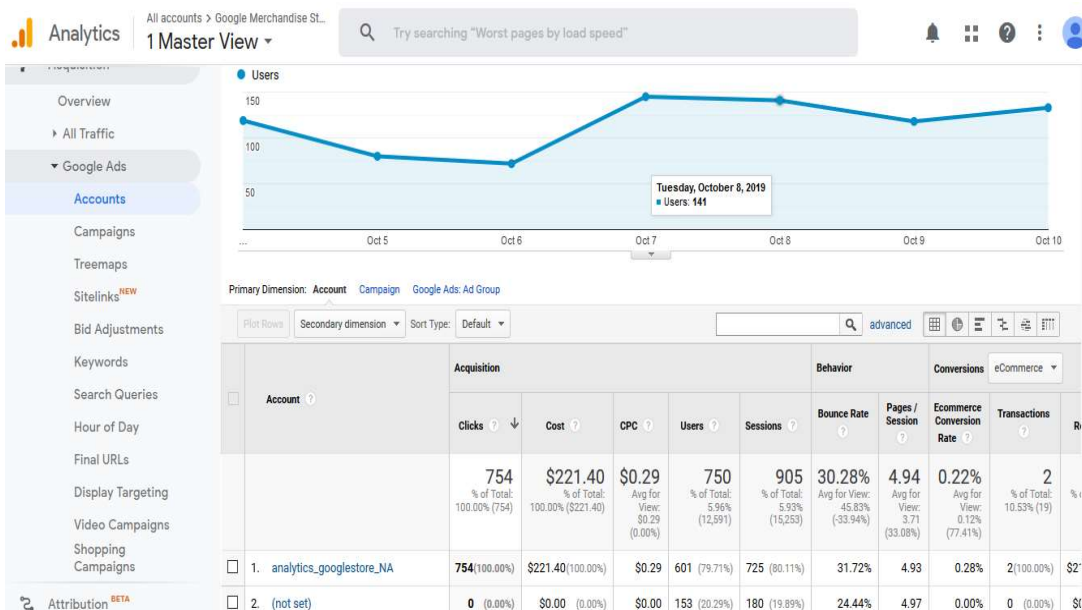 All accounts > Google Merchandise St...
Analytics
1 Master View
Try searching "Worst pages by load speed"
Overview
All Traffic
Google Ads
Accounts
Campaigns
Treemaps
Sitelinks NEW
Bid Adjustments
Keywords
Search Queries
Hour of Day
Final URLs
Display Targeting
Video Campaigns
Shopping
Campaigns
Attribution BETA
Users
150
100
50
Tuesday, October 8, 2019
Users: 141
... Oct 5 Oct 6 Oct 7 Oct 8 Oct 9 Oct 10
Primary Dimension: Account Campaign Google Ads: Ad Group
Plot Rows Secondary dimension Sort Type: Default advanced
Acquisition Behavior Conversions eCommerce
Account ?
Clicks ? Cost ? CPC ? Users ? Sessions ?
Bounce Rate ?
Pages / Session ?
Ecommerce Conversion Rate ?
Transactions ?
754 $221.40 $0.29 750 905 30.28% 4.94 0.22% 2
% of Total: 100.00% (754)
% of Total: 100.00% ($221.40)
Avg for View: $0.29 (0.00%)
% of Total: 5.96% (12,591)
% of Total: 5.93% (15,253)
Avg for View: 45.83% (-33.94%)
Avg for View: 3.71 (33.08%)
Avg for View: 0.12% (77.41%)
% of Total: 10.53% (19)
1. analytics_googlestore_NA 754(100.00%) $221.40(100.00%) $0.29 601 (79.71%) 725 (80.11%) 31.72% 4.93 0.28% 2(100.00%)
2. (not set) 0 (0.00%) $0.00 (0.00%) $0.00 153 (20.29%) 180 (19.89%) 24.44% 4.97 0.00% 0 (0.00%)